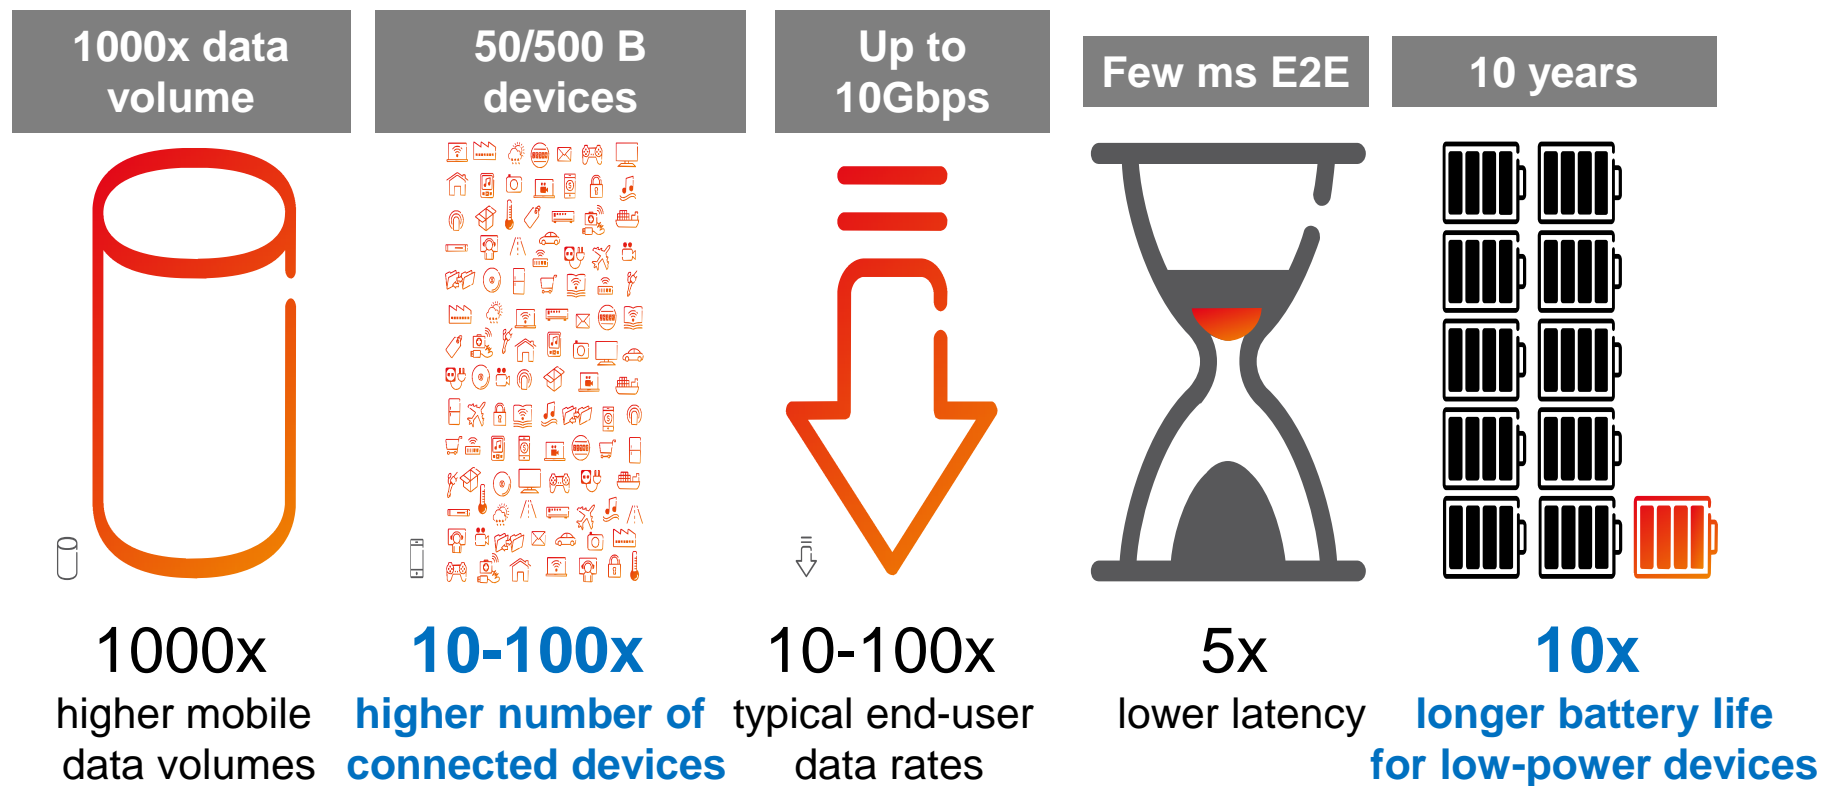 1000x data
volume
50/500 B
devices
Up to
10Gbps
Few ms E2E
10 years
1000x
higher mobile
data volumes
10-100x
higher number of
connected devices
10-100x
typical end-user
data rates
5x
lower latency
10x
longer battery life
for low-power devices